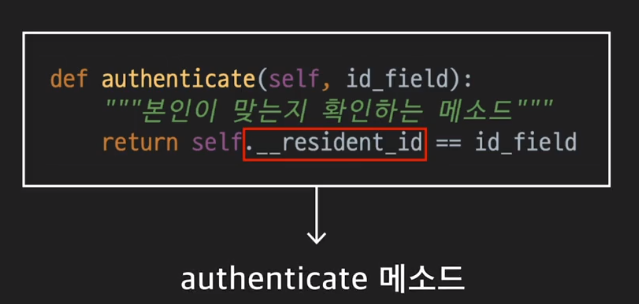 def authenticate(self, id_field):
"""본인이 맞는지 확인하는 메소드"""
return self.__resident_id == id_field
authenticate 메소드